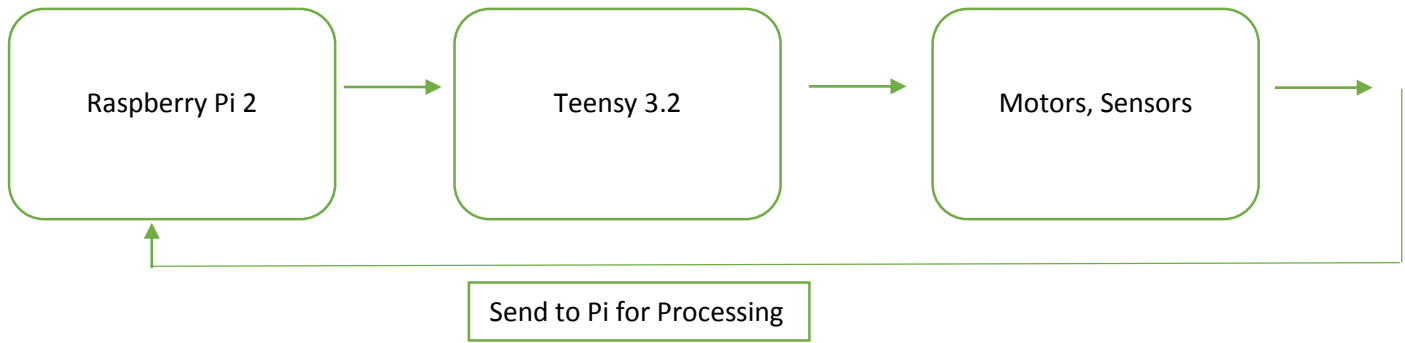 Raspberry Pi 2
Teensy 3.2
Motors, Sensors
Send to Pi for Processing